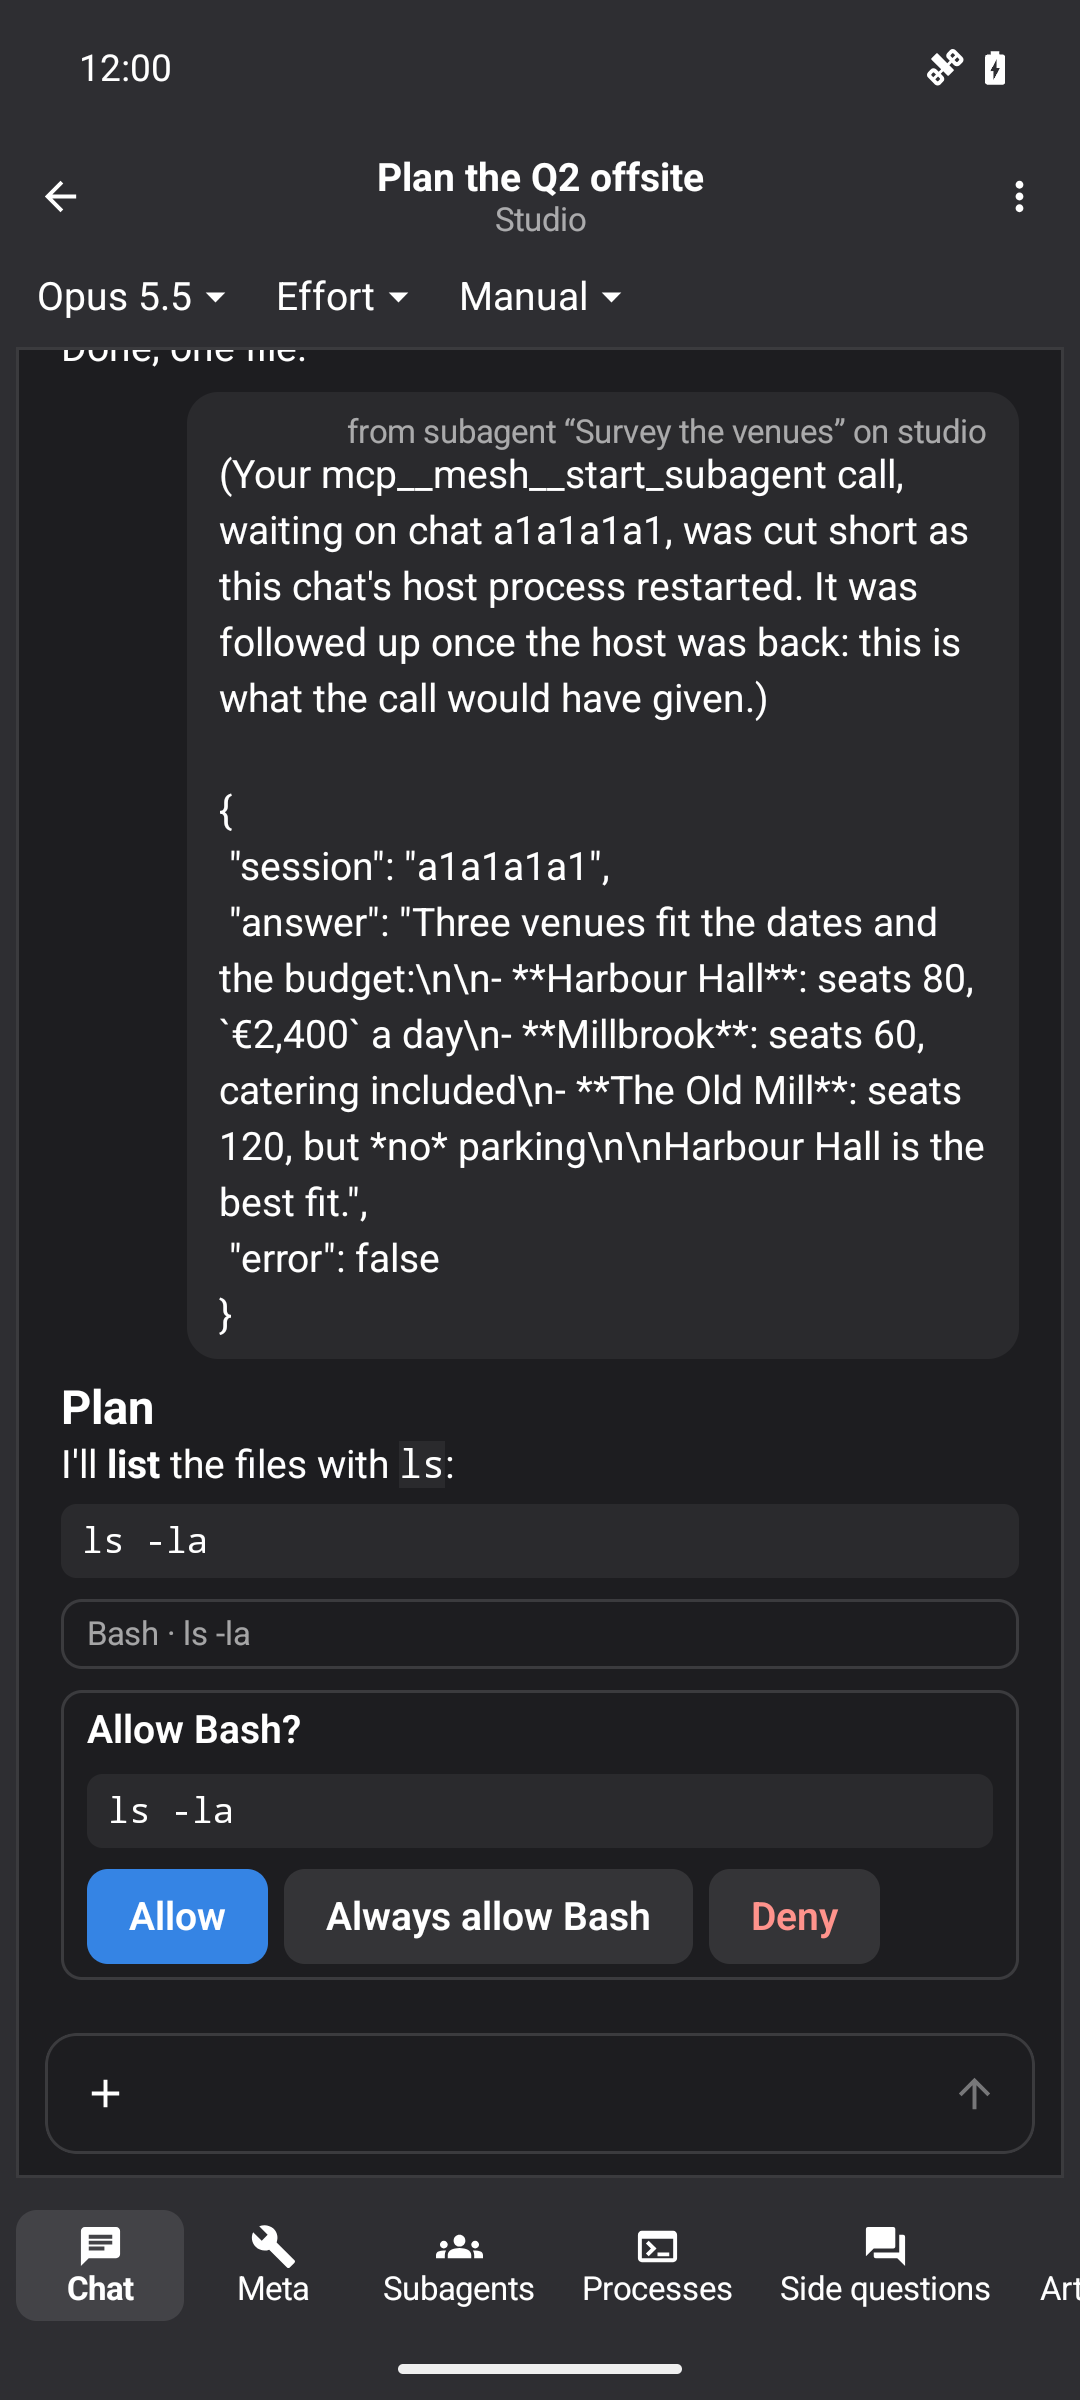 12:00
Plan the Q2 offsite
Studio
Opus 5.5
Effort
Manual
Done, one file.
from subagent “Survey the venues” on studio
(Your mcp__mesh__start_subagent call,
waiting on chat a1a1a1a1, was cut short as
this chat's host process restarted. It was
followed up once the host was back: this is
what the call would have given.)
{
"session": "a1a1a1a1",
"answer": "Three venues fit the dates and
the budget:\n\n- **Harbour Hall**: seats 80,
`€2,400` a day\n- **Millbrook**: seats 60,
catering included\n- **The Old Mill**: seats
120, but *no* parking\n\nHarbour Hall is the
best fit.",
"error": false
}
Plan
I'll list the files with ls:
ls -la
Bash · ls -la
Allow Bash?
ls -la
Allow
Always allow Bash
Deny
Chat
Meta
Subagents
Processes
Side questions
Art